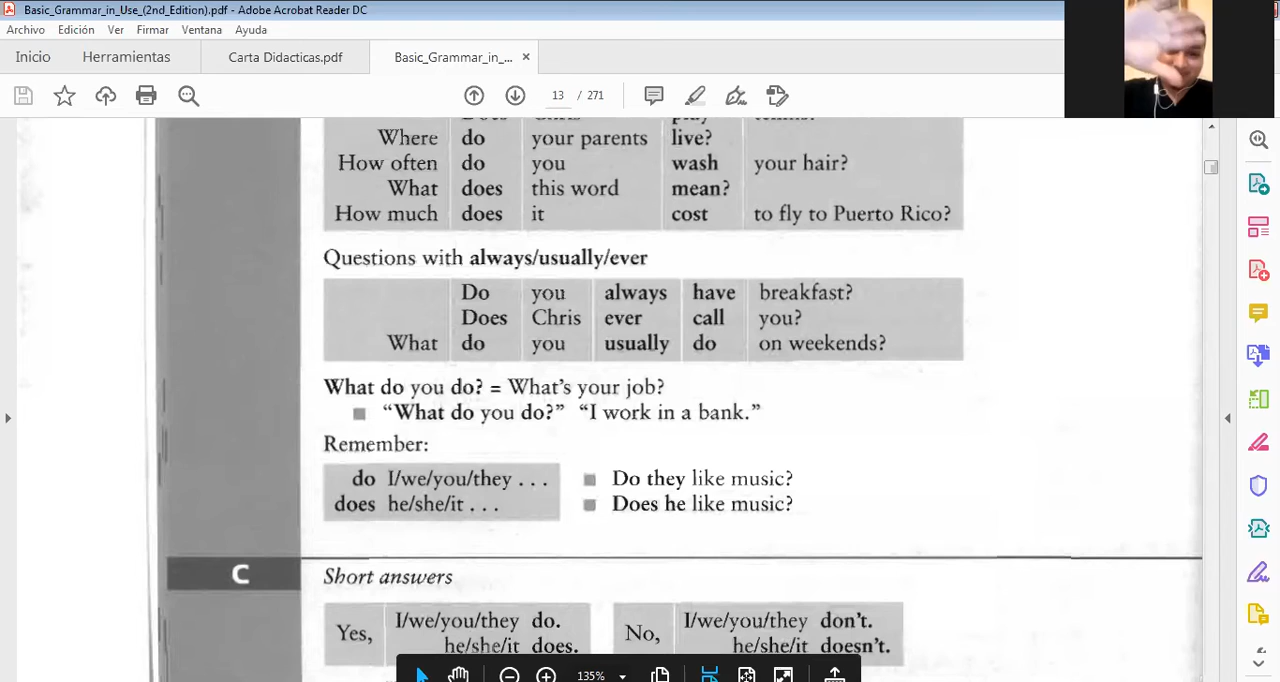 Basic_Grammar_in_Use_(2nd_Edition).pdf - Adobe Acrobat Reader DC
Archivo Edición Ver Firmar Ventana Ayuda
Inicio Herramientas Carta Didacticas.pdf Basic_Grammar_in_... ×
13 / 271
Where do your parents live?
How often do you wash your hair?
What does this word mean?
How much does it cost to fly to Puerto Rico?
Questions with always/usually/ever
Do you always have breakfast?
Does Chris ever call you?
What do you usually do on weekends?
What do you do? = What's your job?
"What do you do?" "I work in a bank."
Remember:
do I/we/you/they . . . Do they like music?
does he/she/it . . . Does he like music?
C Short answers
Yes, I/we/you/they do.
he/she/it does.
No, I/we/you/they don't.
he/she/it doesn't.
135%